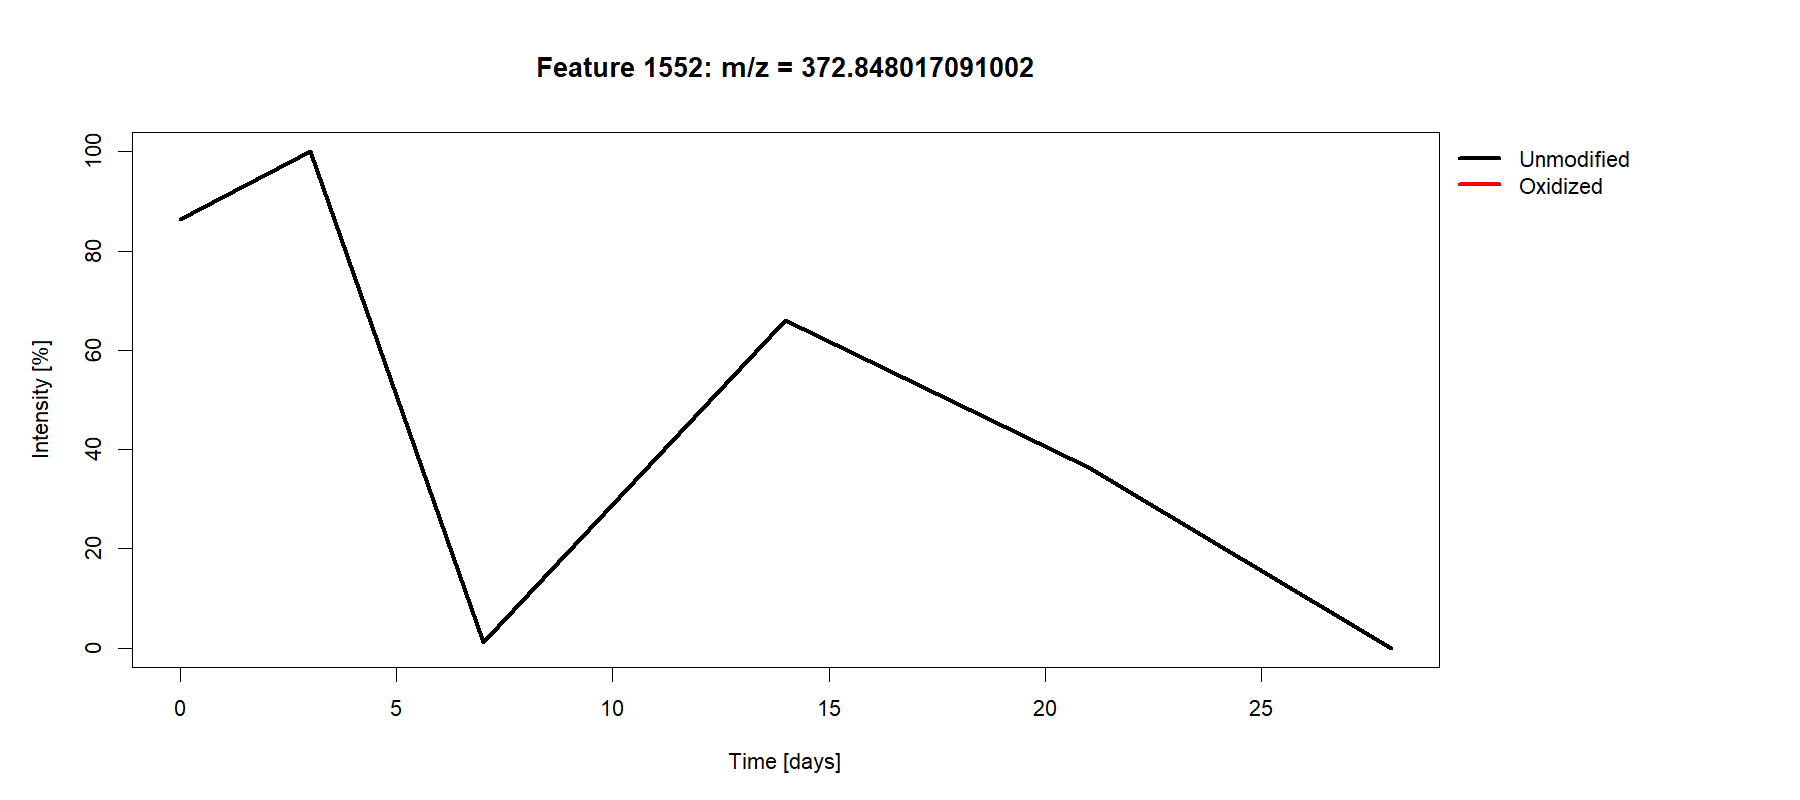 Feature 1552: m/z = 372.848017091002
Unmodified
Oxidized
Intensity [%]
100
80
60
40
20
0
0 5 10 15 20 25
Time [days]